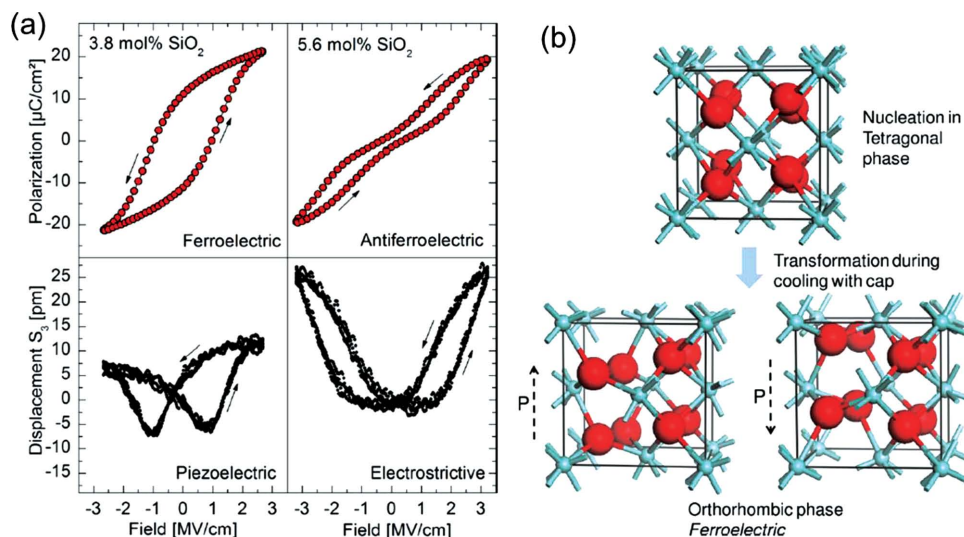 (a)
3.8 mol% SiO₂
5.6 mol% SiO₂
Polarization [µC/cm²]
20
10
0
-10
-20
Ferroelectric
Antiferroelectric
Displacement S₃ [pm]
25
20
15
10
5
0
-5
-10
-15
Piezoelectric
Electrostrictive
-3 -2 -1 0 1 2 3
-3 -2 -1 0 1 2 3
Field [MV/cm]
Field [MV/cm]
(b)
Nucleation in
Tetragonal
phase
Transformation during
cooling with cap
P
P
Orthorhombic phase
Ferroelectric